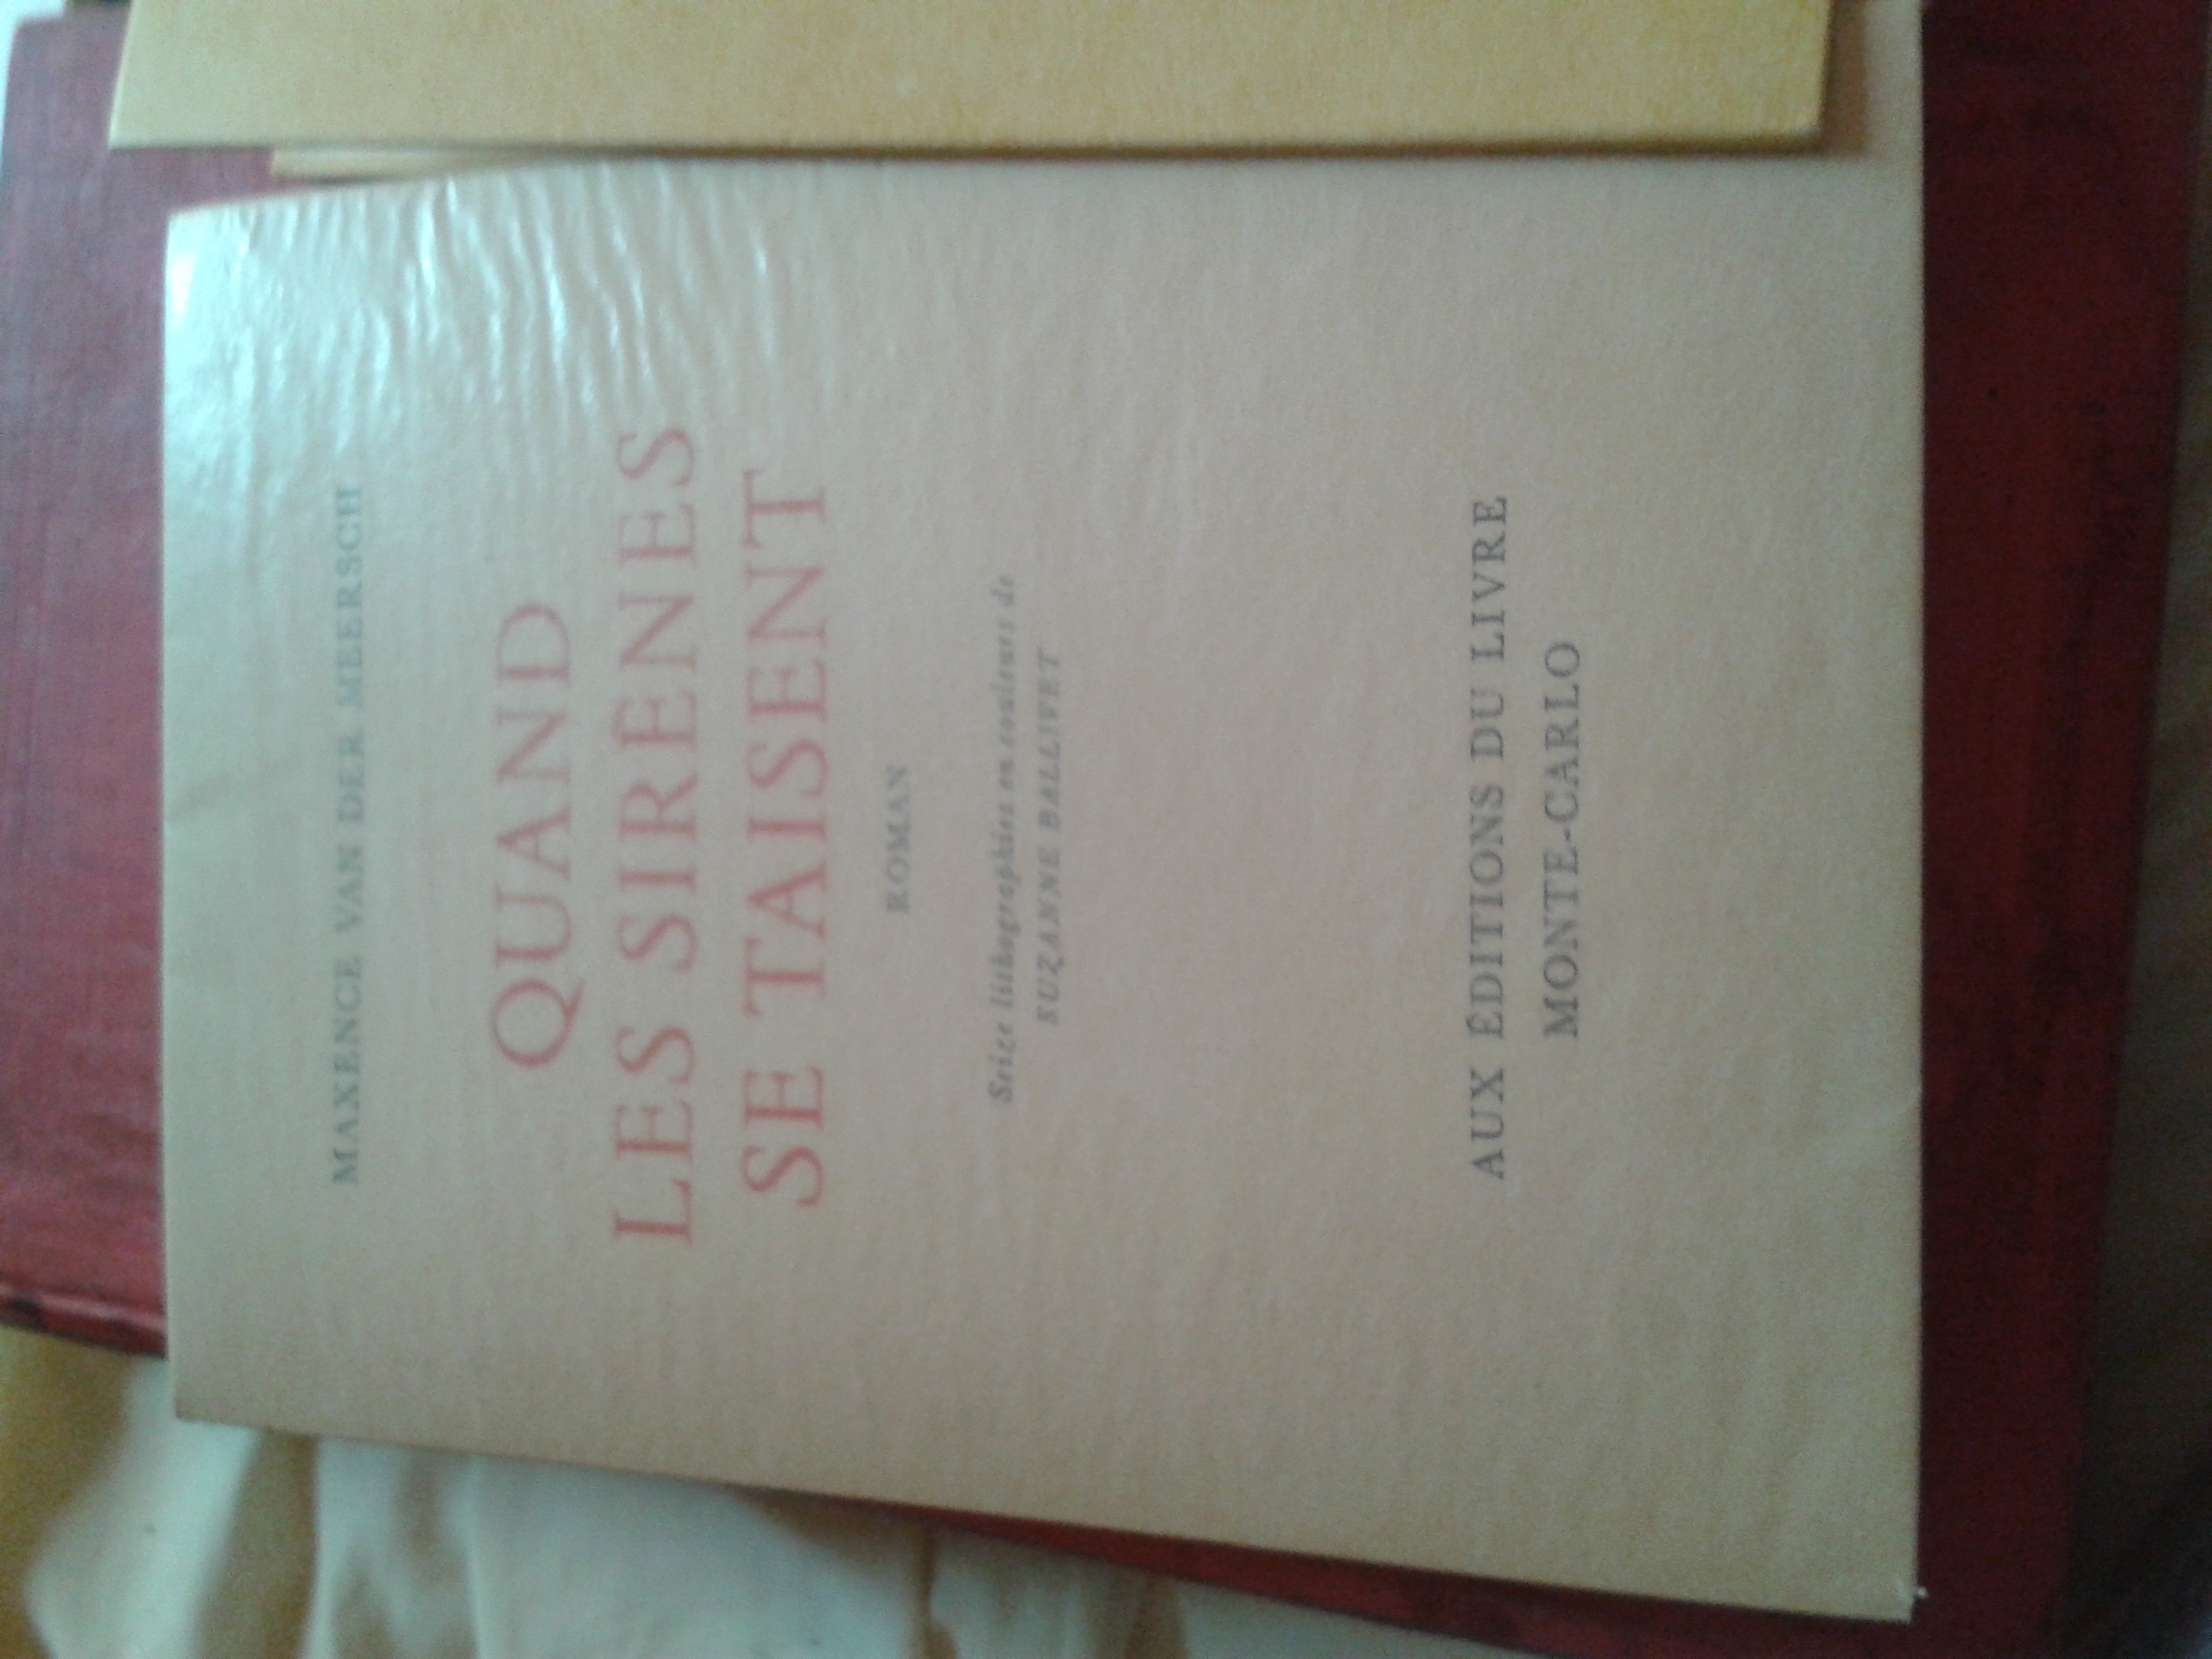 MAXENCE VAN DER MEERSCH
QUAND
LES SIRÈNES
SE TAISENT
ROMAN
Seize lithographies en couleurs de
SUZANNE BALLIVET
AUX ÉDITIONS DU LIVRE
MONTE-CARLO